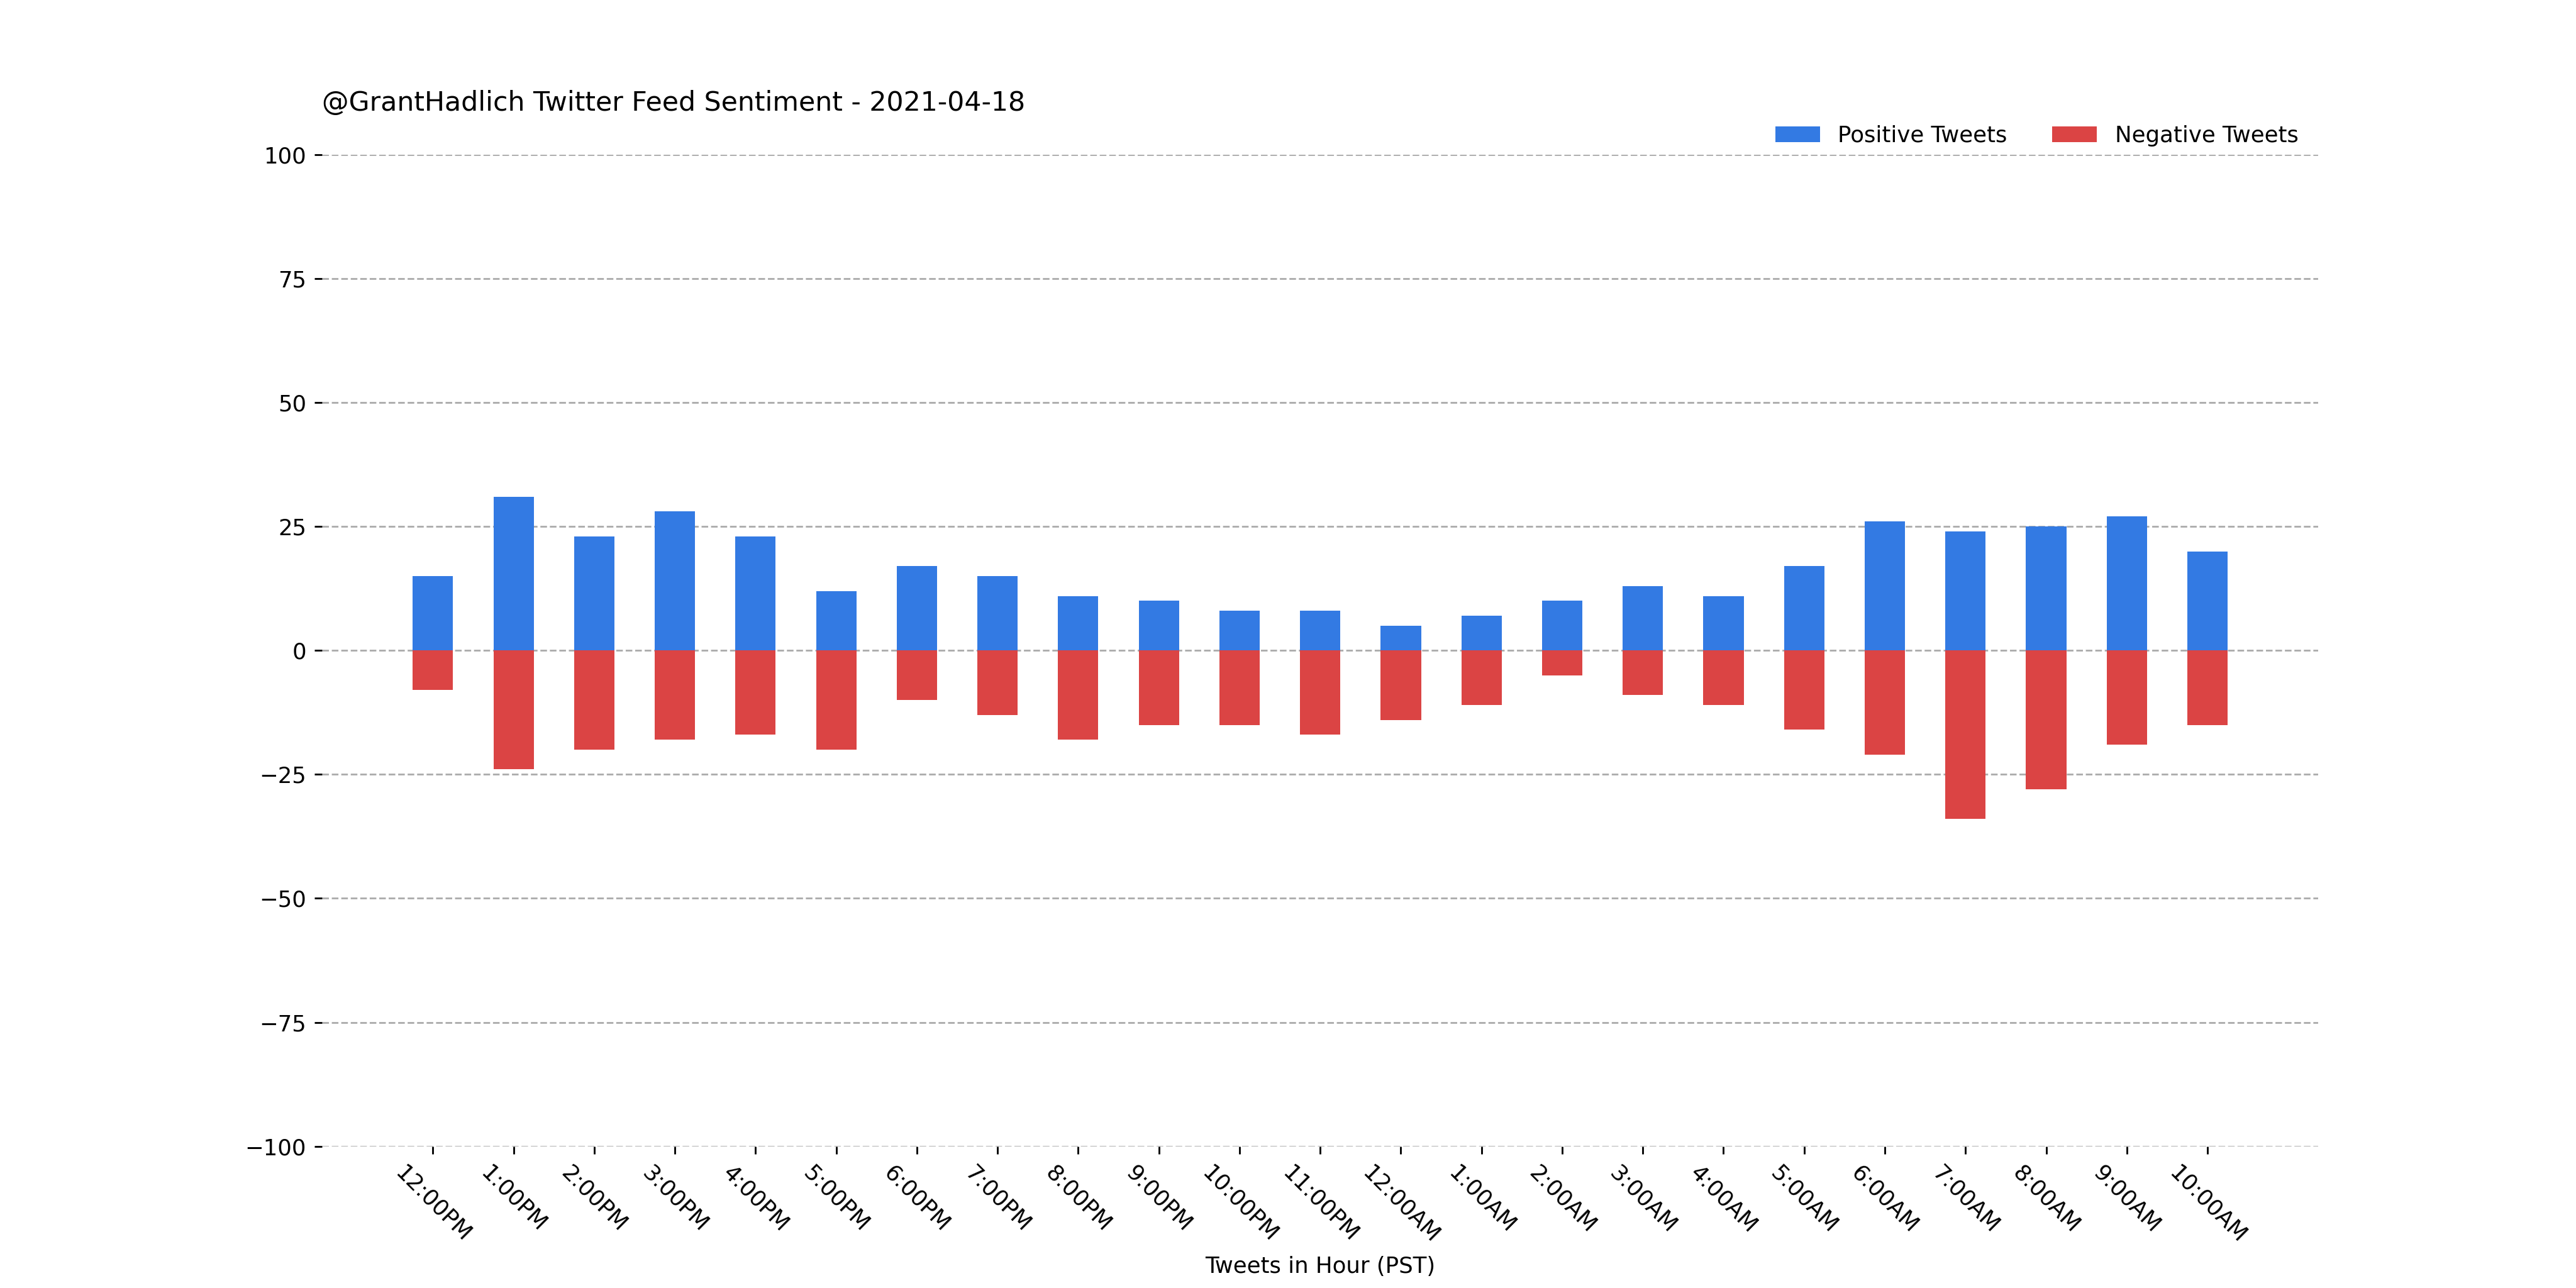 @GrantHadlich Twitter Feed Sentiment - 2021-04-18
Positive Tweets
Negative Tweets
100
75
50
25
0
−25
−50
−75
−100
12:00PM
1:00PM
2:00PM
3:00PM
4:00PM
5:00PM
6:00PM
7:00PM
8:00PM
9:00PM
10:00PM
11:00PM
12:00AM
1:00AM
2:00AM
3:00AM
4:00AM
5:00AM
6:00AM
7:00AM
8:00AM
9:00AM
10:00AM
Tweets in Hour (PST)